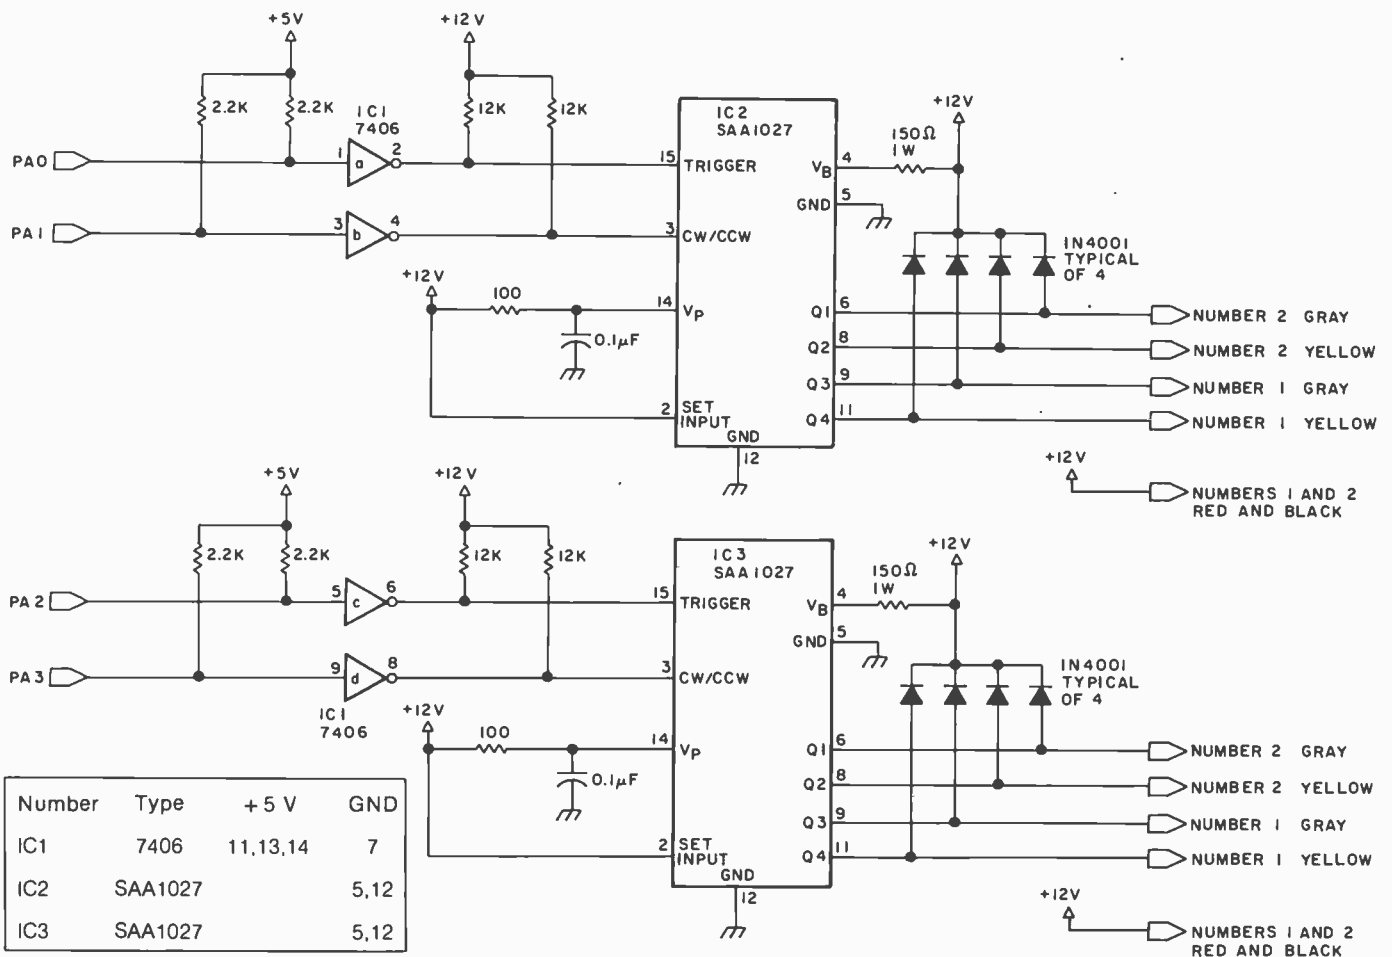 +5V
+12V
2.2K
2.2K
IC1
7406
12K
12K
IC2
SAA1027
+12V
150Ω
1W
PA0
1
a
2
15
TRIGGER
VB
4
GND
5
PA1
3
b
4
3
CW/CCW
1N4001
TYPICAL
OF 4
+12V
100
14
VP
0.1µF
Q1
6
NUMBER 2 GRAY
Q2
8
NUMBER 2 YELLOW
Q3
9
NUMBER 1 GRAY
2
SET
INPUT
Q4
11
NUMBER 1 YELLOW
GND
12
+12V
NUMBERS 1 AND 2
RED AND BLACK
+5V
+12V
2.2K
2.2K
12K
12K
IC3
SAA1027
+12V
150Ω
1W
PA2
5
c
6
15
TRIGGER
VB
4
GND
5
PA3
9
d
8
3
CW/CCW
IC1
7406
1N4001
TYPICAL
OF 4
+12V
100
14
VP
0.1µF
Q1
6
NUMBER 2 GRAY
Q2
8
NUMBER 2 YELLOW
Q3
9
NUMBER 1 GRAY
2
SET
INPUT
Q4
11
NUMBER 1 YELLOW
GND
12
+12V
NUMBERS 1 AND 2
RED AND BLACK
Number Type +5 V GND
IC1 7406 11,13,14 7
IC2 SAA1027 5,12
IC3 SAA1027 5,12